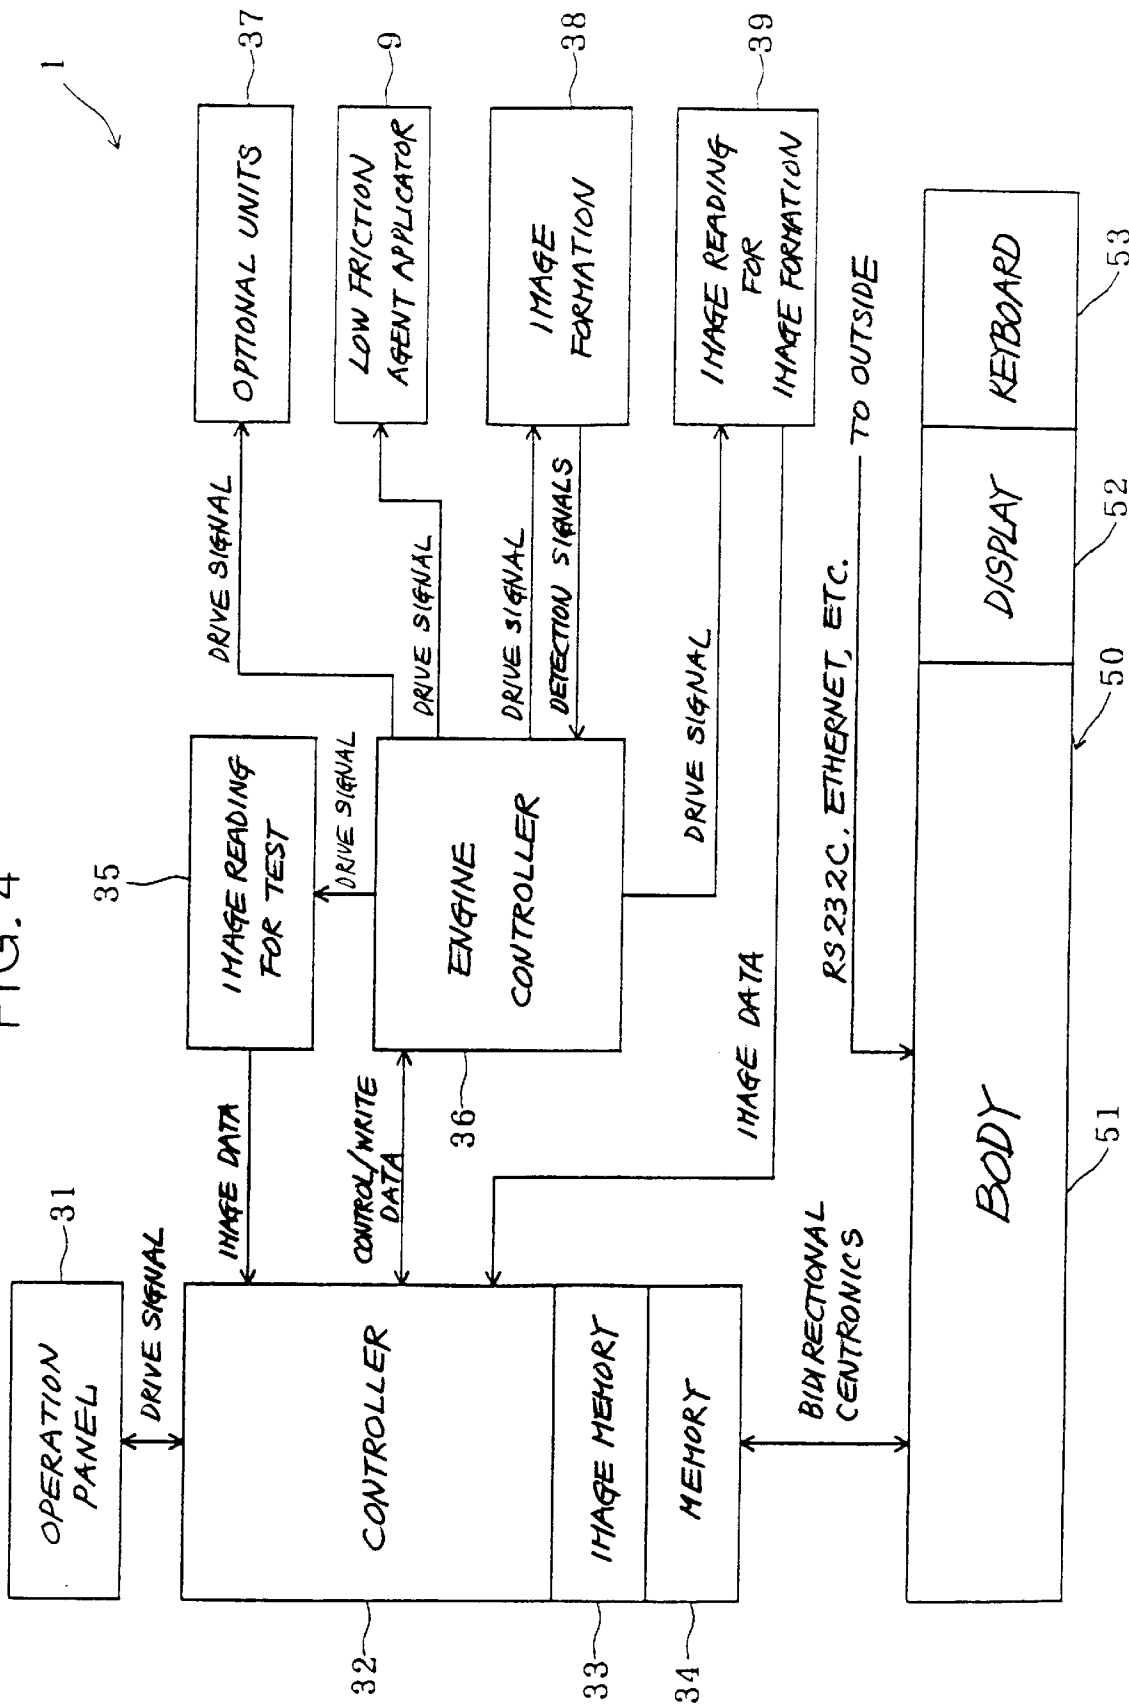 FIG. 4
1
OPERATION
PANEL
31
DRIVE SIGNAL
CONTROLLER
32
IMAGE MEMORY
33
MEMORY
34
IMAGE DATA
IMAGE READING
FOR TEST
35
CONTROL/WRITE
DATA
DRIVE SIGNAL
ENGINE
CONTROLLER
36
DRIVE SIGNAL
OPTIONAL UNITS
37
DRIVE SIGNAL
LOW FRICTION
AGENT APPLICATOR
9
DRIVE SIGNAL
DETECTION SIGNALS
IMAGE
FORMATION
38
DRIVE SIGNAL
IMAGE DATA
IMAGE READING
FOR
IMAGE FORMATION
39
BIDIRECTIONAL
CENTRONICS
RS232C, ETHERNET, ETC.
TO OUTSIDE
BODY
51
50
DISPLAY
52
KEYBOARD
53